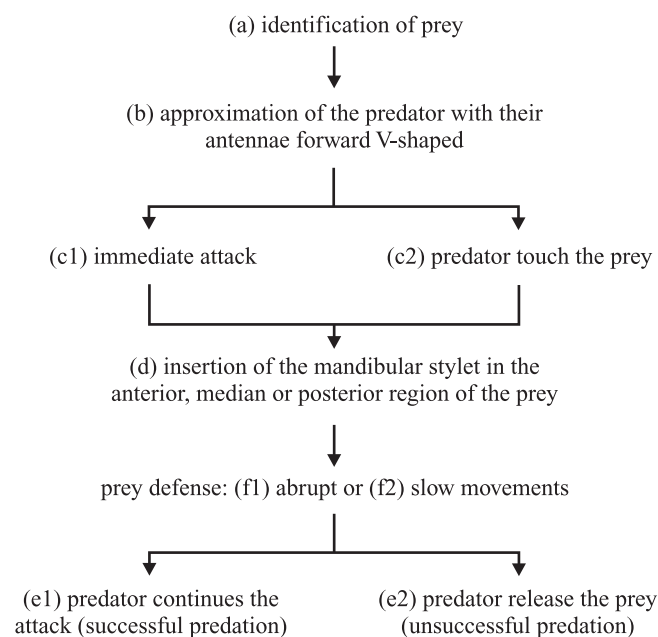 (a) identification of prey
(b) approximation of the predator with their
antennae forward V-shaped
(c1) immediate attack
(c2) predator touch the prey
(d) insertion of the mandibular stylet in the
anterior, median or posterior region of the prey
prey defense: (f1) abrupt or (f2) slow movements
(e1) predator continues the
attack (successful predation)
(e2) predator release the prey
(unsuccessful predation)